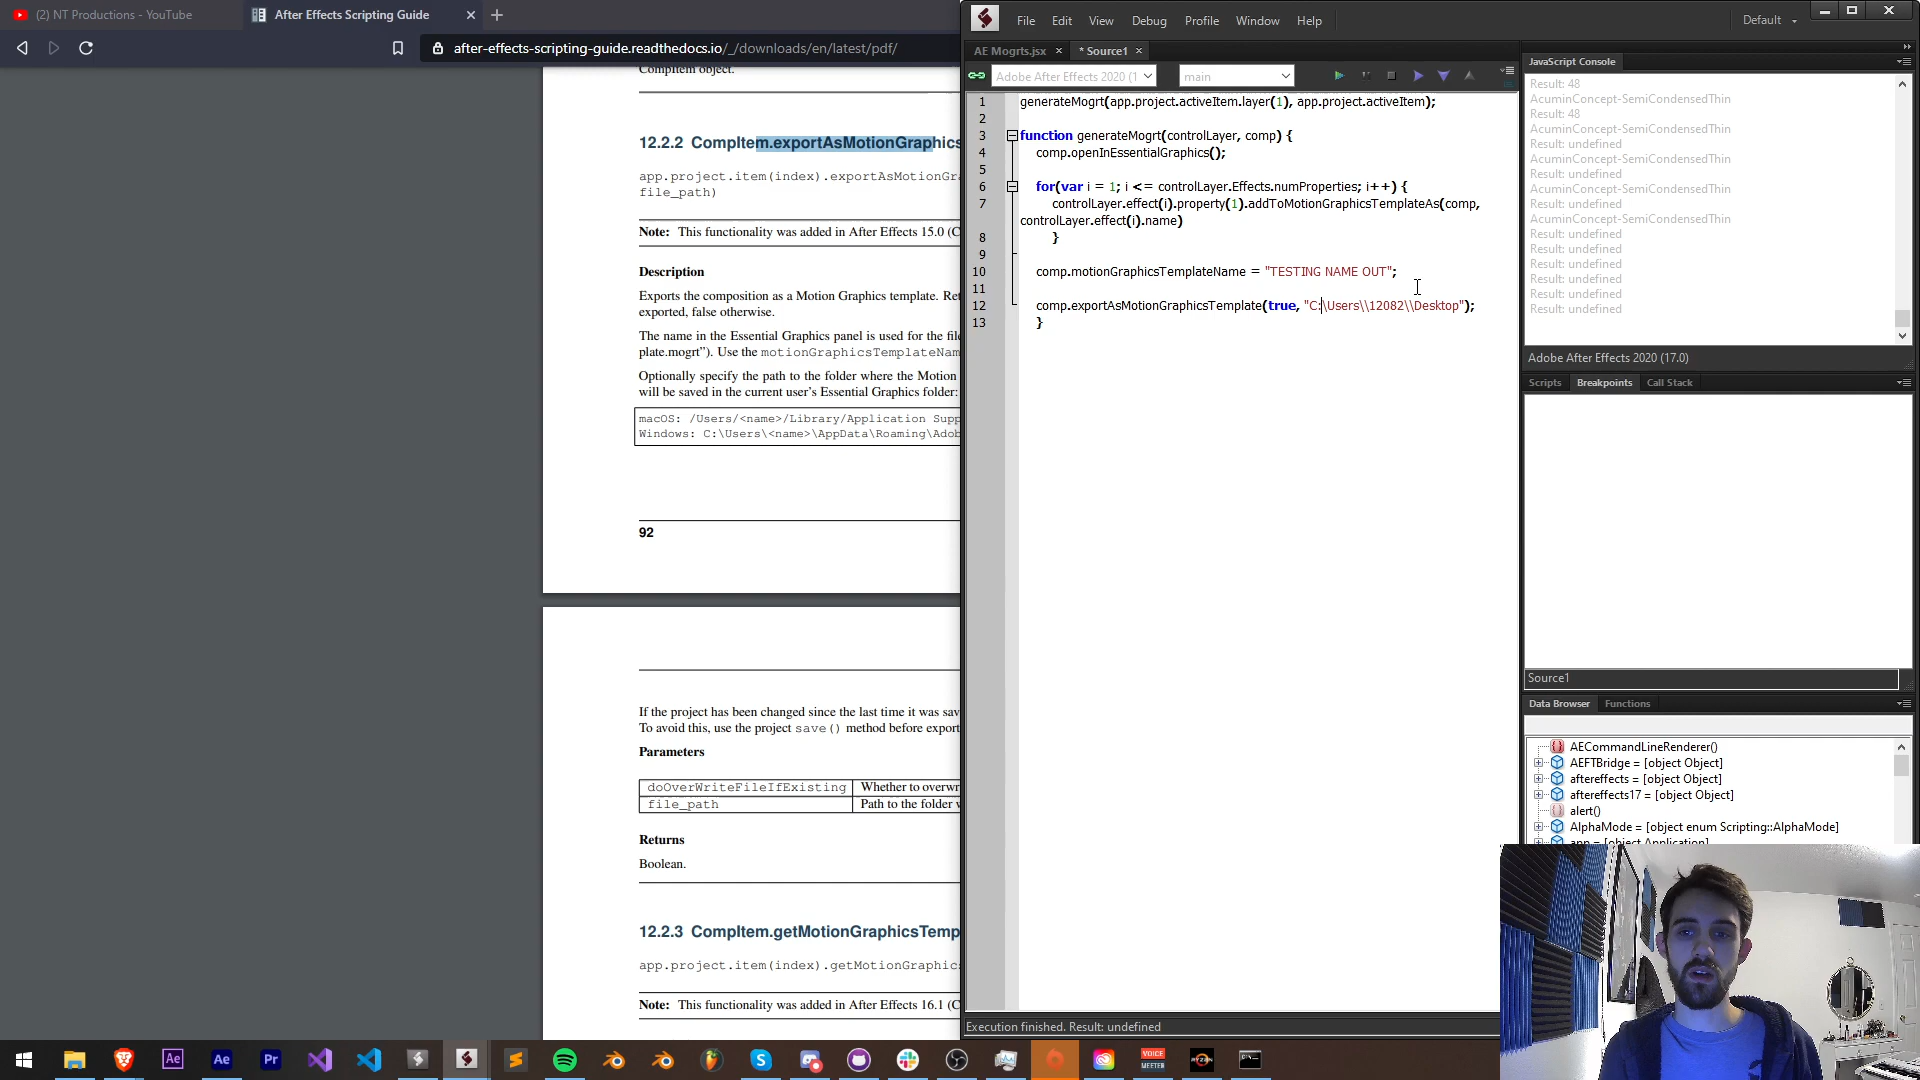 (2) NT Productions - YouTube
After Effects Scripting Guide
after-effects-scripting-guide.readthedocs.io/_/downloads/en/latest/pdf/
CompItem object.
12.2.2 CompItem.exportAsMotionGraphics
app.project.item(index).exportAsMotionGra
file_path)
Note: This functionality was added in After Effects 15.0 (C
Description
Exports the composition as a Motion Graphics template. Ret
exported, false otherwise.
The name in the Essential Graphics panel is used for the file
plate.mogrt”). Use the motionGraphicsTemplateNam
Optionally specify the path to the folder where the Motion
will be saved in the current user’s Essential Graphics folder:
macOS: /Users/<name>/Library/Application Supp
Windows: C:\Users\<name>\AppData\Roaming\Adob
92
If the project has been changed since the last time it was sav
To avoid this, use the project save() method before export
Parameters
doOverWriteFileIfExisting Whether to overwr
file_path Path to the folder w
Returns
Boolean.
12.2.3 CompItem.getMotionGraphicsTemp
app.project.item(index).getMotionGraphic
Note: This functionality was added in After Effects 16.1 (C
File Edit View Debug Profile Window Help
Default
AE Mogrts.jsx
* Source1
Adobe After Effects 2020 (1
main
1 generateMogrt(app.project.activeItem.layer(1), app.project.activeItem);
2
3 function generateMogrt(controlLayer, comp) {
4 comp.openInEssentialGraphics();
5
6 for(var i = 1; i <= controlLayer.Effects.numProperties; i++) {
7 controlLayer.effect(i).property(1).addToMotionGraphicsTemplateAs(comp,
controlLayer.effect(i).name)
8 }
9
10 comp.motionGraphicsTemplateName = "TESTING NAME OUT";
11
12 comp.exportAsMotionGraphicsTemplate(true, "C:\Users\\12082\\Desktop");
13 }
Execution finished. Result: undefined
JavaScript Console
Result: 48
AcuminConcept-SemiCondensedThin
Result: 48
AcuminConcept-SemiCondensedThin
Result: undefined
AcuminConcept-SemiCondensedThin
Result: undefined
AcuminConcept-SemiCondensedThin
Result: undefined
AcuminConcept-SemiCondensedThin
Result: undefined
Result: undefined
Result: undefined
Result: undefined
Result: undefined
Result: undefined
Adobe After Effects 2020 (17.0)
Scripts Breakpoints Call Stack
Source1
Data Browser Functions
AECommandLineRenderer()
AEFTBridge = [object Object]
aftereffects = [object Object]
aftereffects17 = [object Object]
alert()
AlphaMode = [object enum Scripting::AlphaMode]
app = [object Application]
Ae
Ae
Pr
VOICE
MEETER
RYZEN